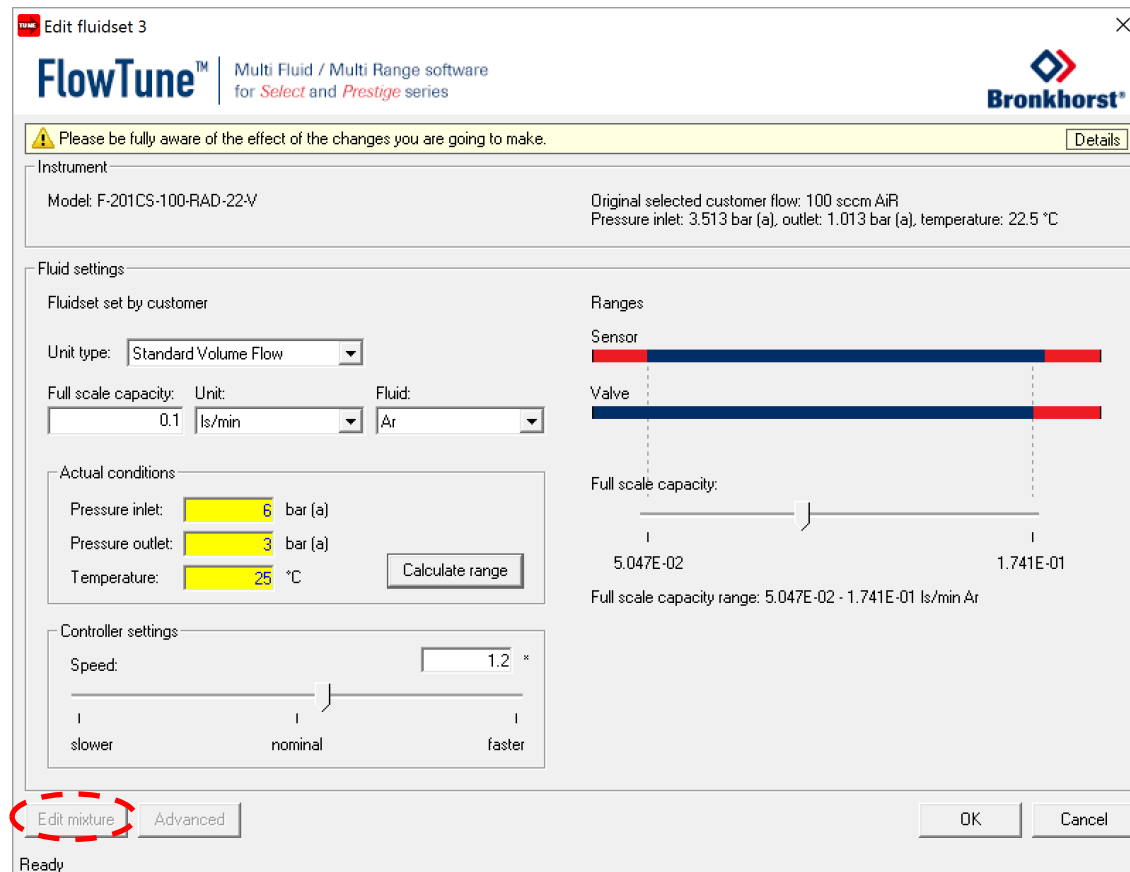 TUNE Edit fluidset 3
FlowTune™ Multi Fluid / Multi Range software
for Select and Prestige series
Bronkhorst®
Please be fully aware of the effect of the changes you are going to make. Details
Instrument
Model: F-201CS-100-RAD-22-V
Original selected customer flow: 100 sccm AiR
Pressure inlet: 3.513 bar (a), outlet: 1.013 bar (a), temperature: 22.5 °C
Fluid settings
Fluidset set by customer
Unit type: Standard Volume Flow
Full scale capacity: Unit: Fluid:
0.1 ls/min Ar
Actual conditions
Pressure inlet: 6 bar (a)
Pressure outlet: 3 bar (a)
Temperature: 25 °C
Calculate range
Controller settings
Speed: 1.2 *
slower nominal faster
Ranges
Sensor
Valve
Full scale capacity:
5.047E-02 1.741E-01
Full scale capacity range: 5.047E-02 - 1.741E-01 ls/min Ar
Edit mixture Advanced OK Cancel
Ready